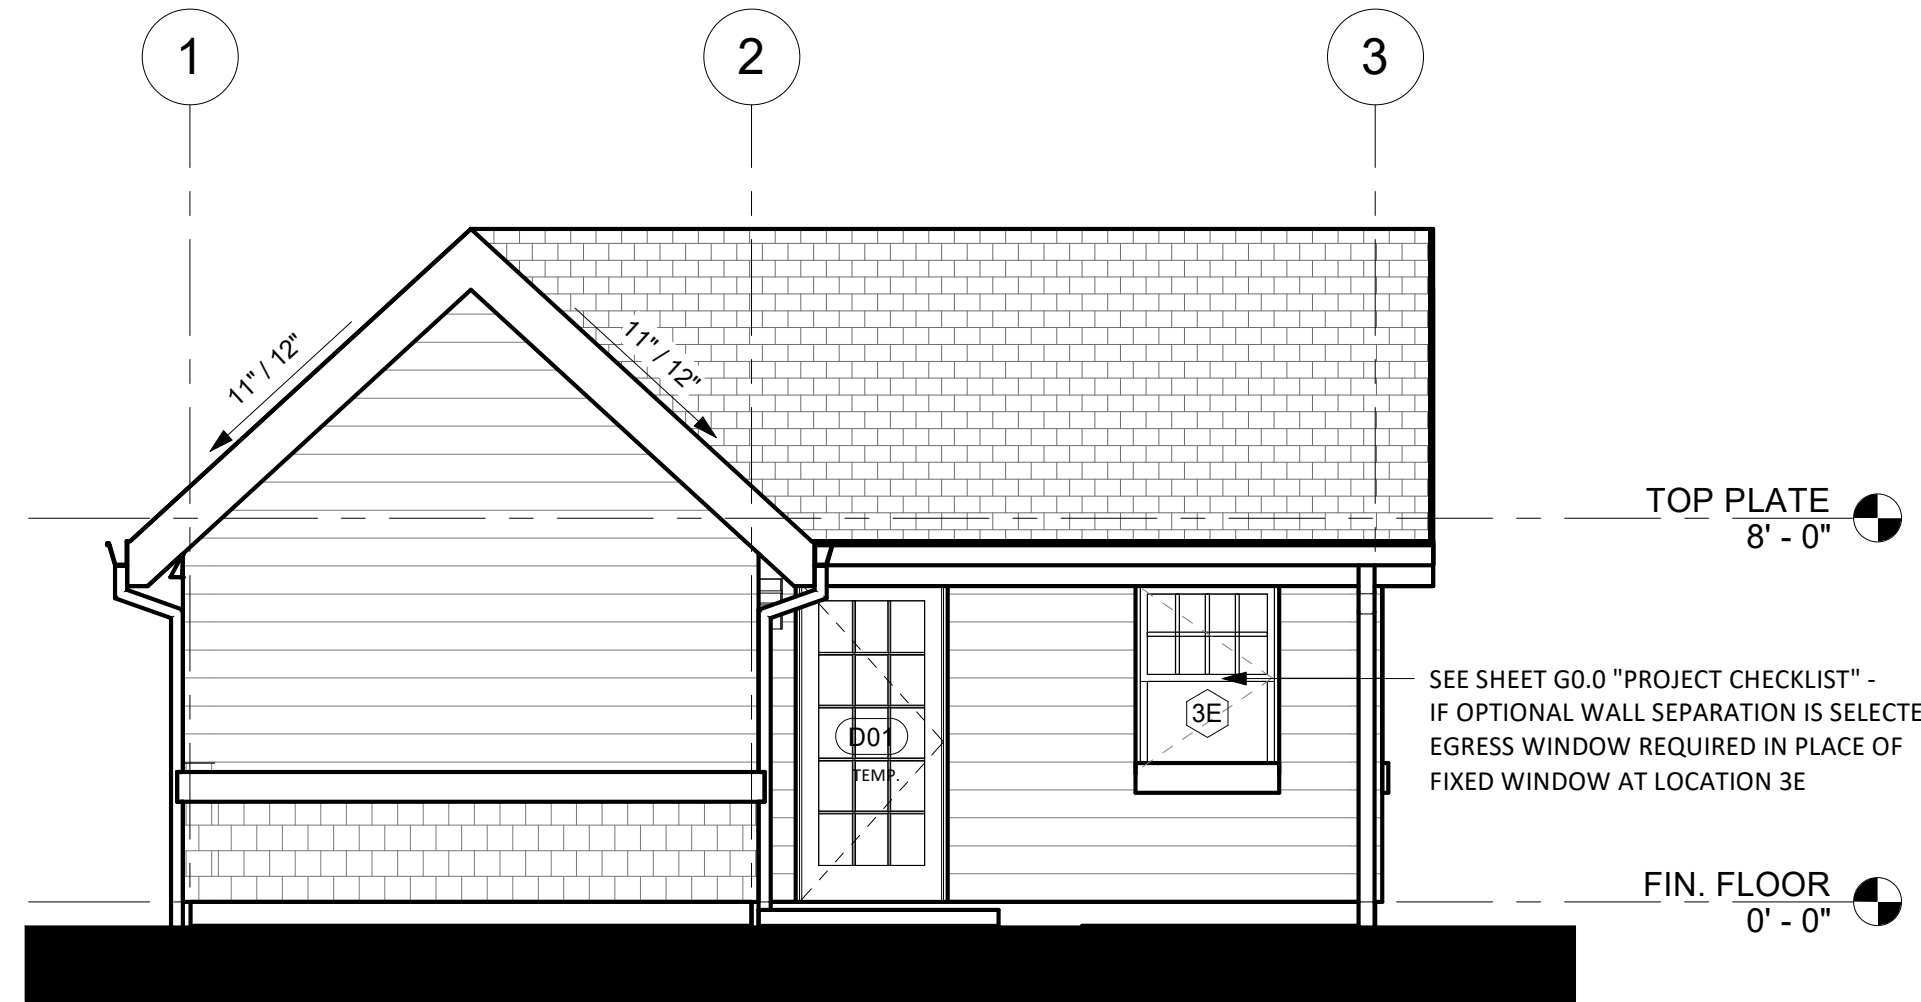 1
2
3
11" / 12"
11" / 12"
TOP PLATE
8' - 0"
SEE SHEET G0.0 "PROJECT CHECKLIST" -
IF OPTIONAL WALL SEPARATION IS SELECTE
EGRESS WINDOW REQUIRED IN PLACE OF
FIXED WINDOW AT LOCATION 3E
3E
D01
TEMP.
FIN. FLOOR
0' - 0"